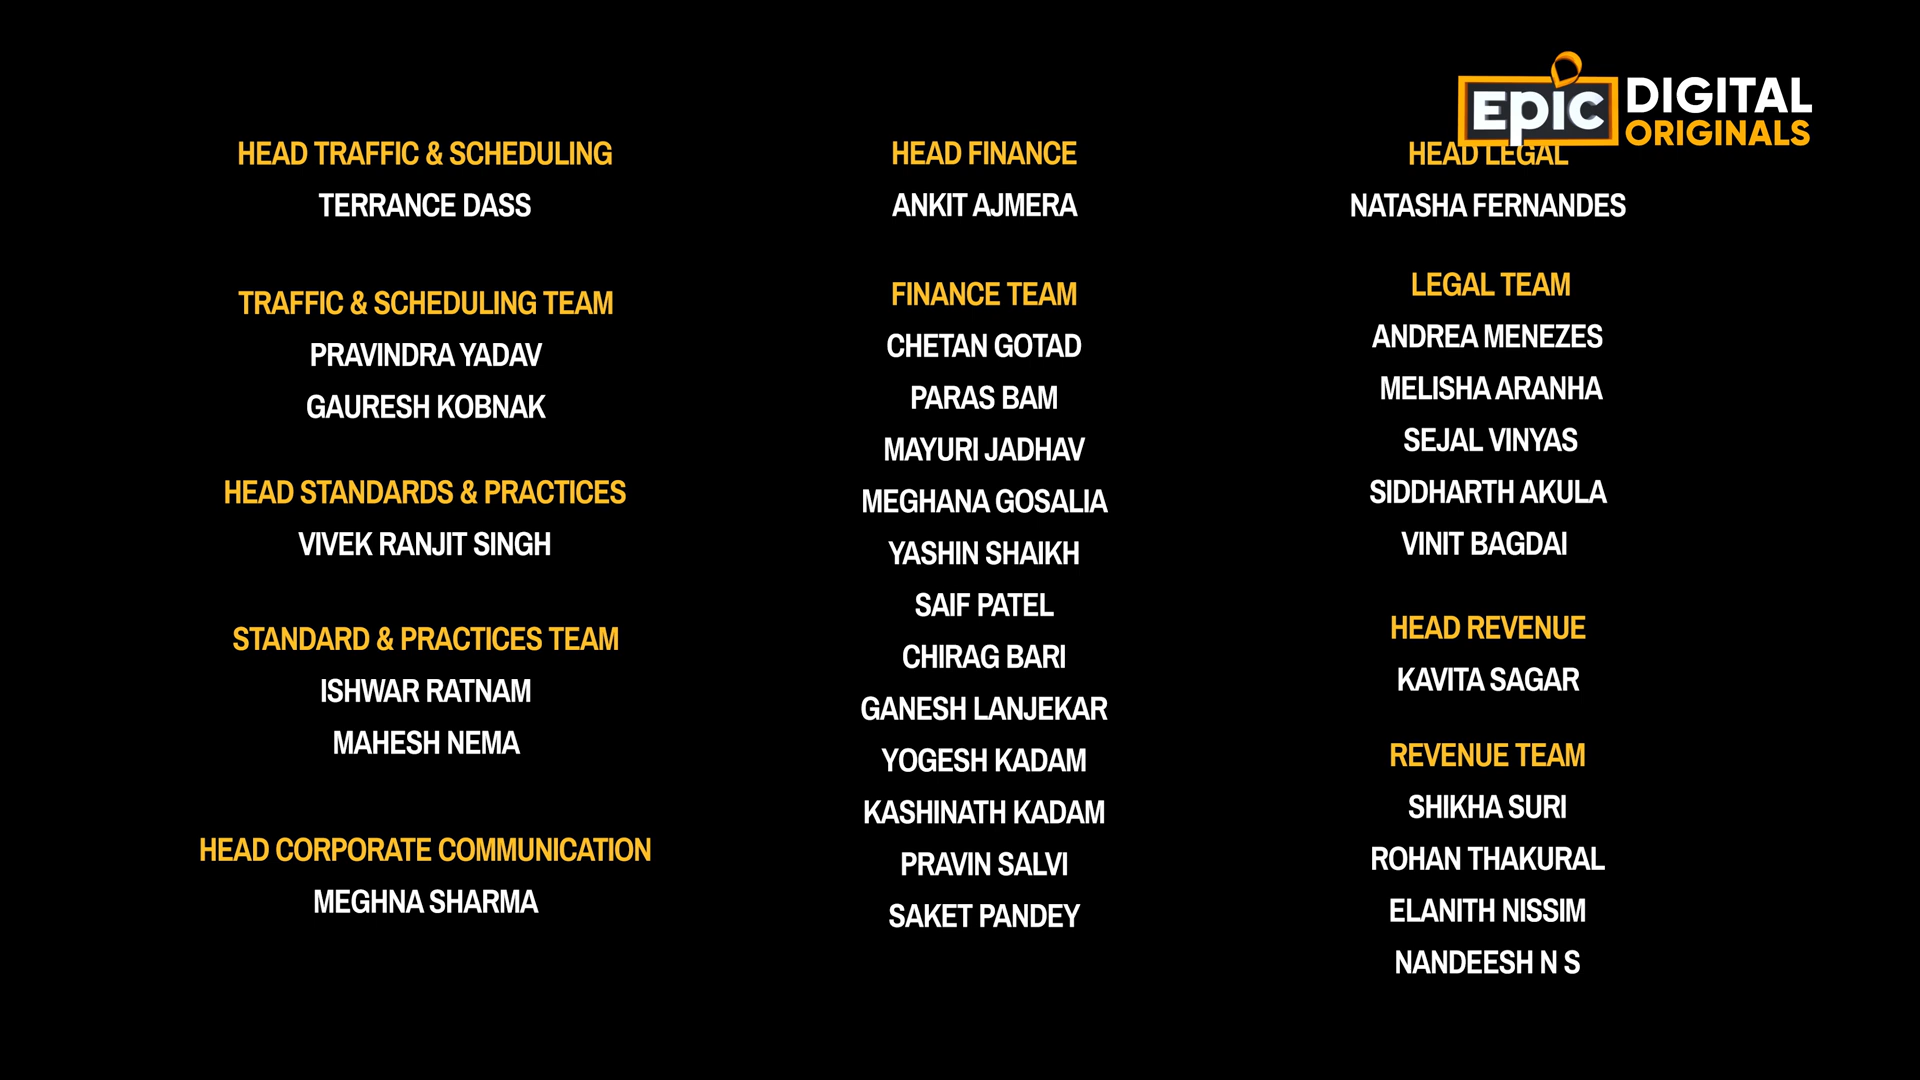 EPIC DIGITAL
ORIGINALS
HEAD TRAFFIC & SCHEDULING
TERRANCE DASS
TRAFFIC & SCHEDULING TEAM
PRAVINDRA YADAV
GAURESH KOBNAK
HEAD STANDARDS & PRACTICES
VIVEK RANJIT SINGH
STANDARD & PRACTICES TEAM
ISHWAR RATNAM
MAHESH NEMA
HEAD CORPORATE COMMUNICATION
MEGHNA SHARMA
HEAD FINANCE
ANKIT AJMERA
FINANCE TEAM
CHETAN GOTAD
PARAS BAM
MAYURI JADHAV
MEGHANA GOSALIA
YASHIN SHAIKH
SAIF PATEL
CHIRAG BARI
GANESH LANJEKAR
YOGESH KADAM
KASHINATH KADAM
PRAVIN SALVI
SAKET PANDEY
HEAD LEGAL
NATASHA FERNANDES
LEGAL TEAM
ANDREA MENEZES
MELISHA ARANHA
SEJAL VINYAS
SIDDHARTH AKULA
VINIT BAGDAI
HEAD REVENUE
KAVITA SAGAR
REVENUE TEAM
SHIKHA SURI
ROHAN THAKURAL
ELANITH NISSIM
NANDEESH N S